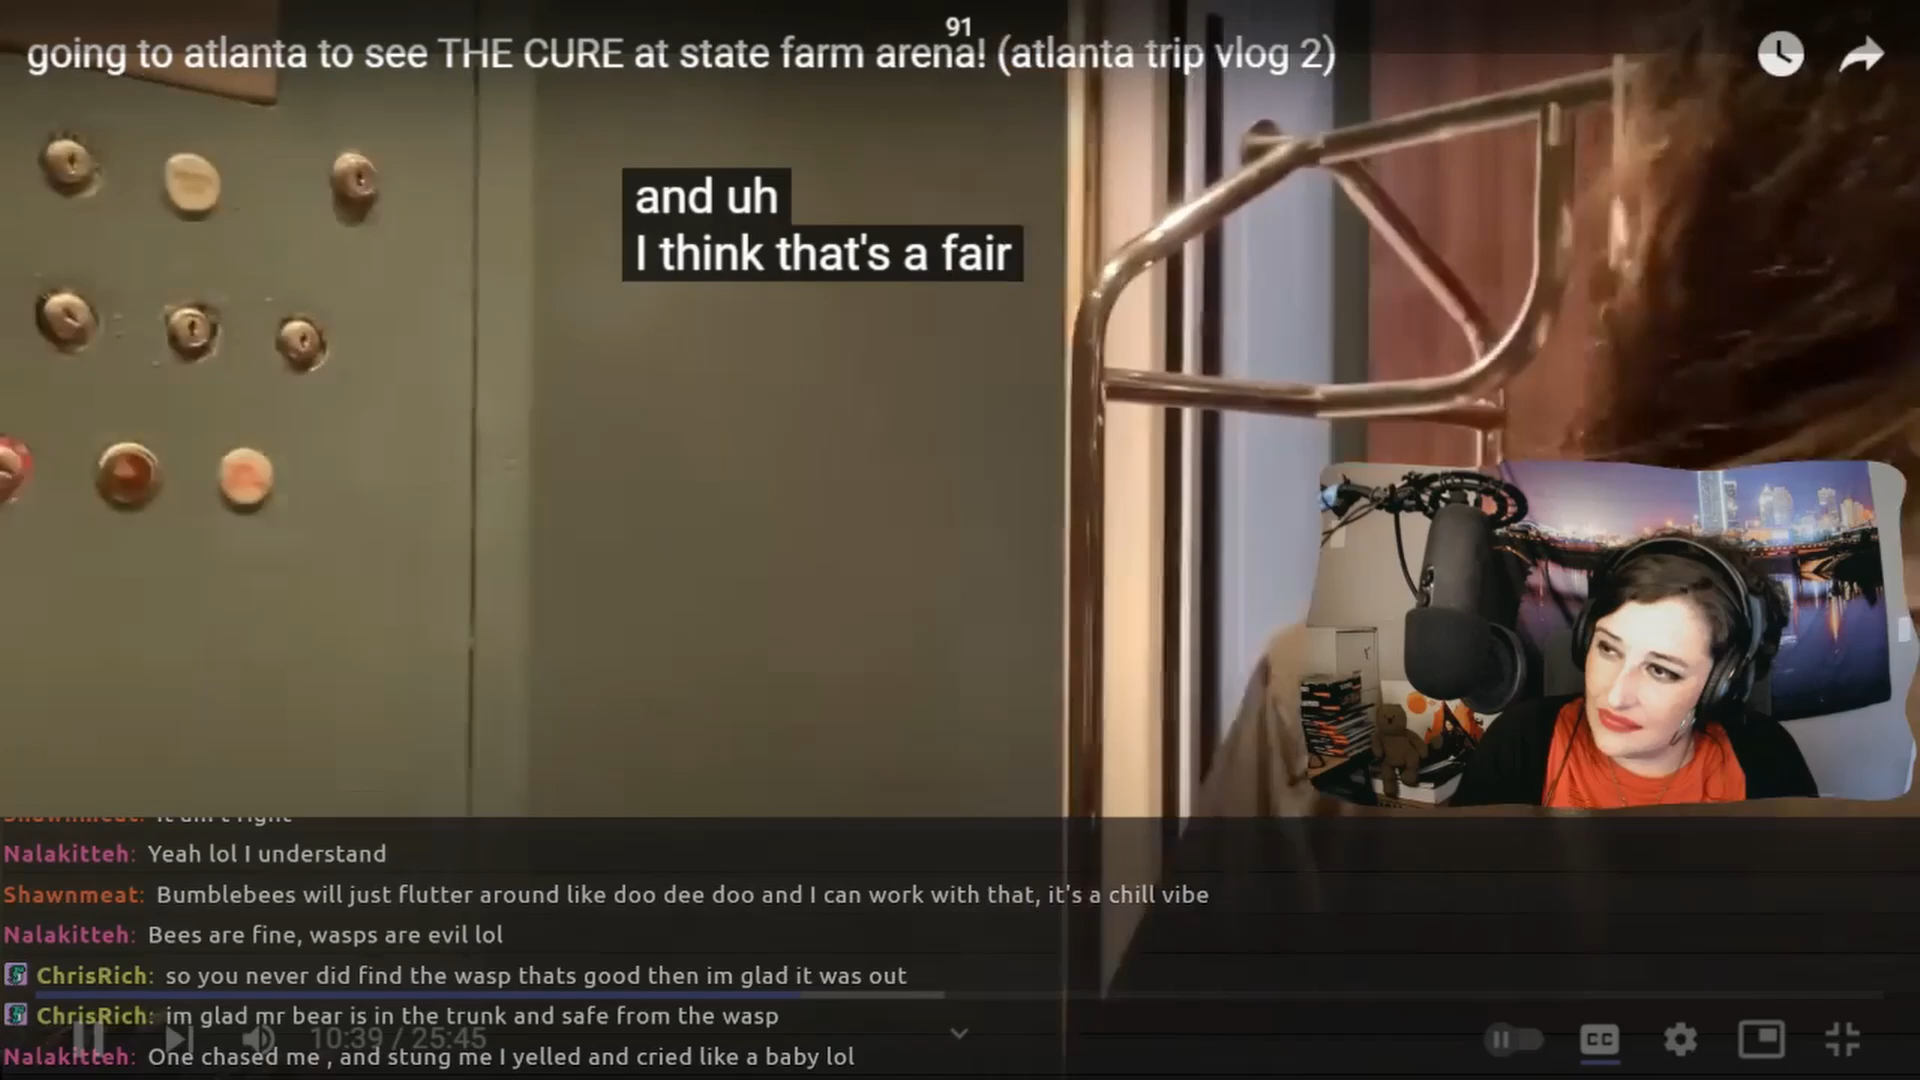 91
going to atlanta to see THE CURE at state farm arena! (atlanta trip vlog 2)
and uh
I think that's a fair
Shawnmeat: it ain't right
Nalakitteh: Yeah lol I understand
Shawnmeat: Bumblebees will just flutter around like doo dee doo and I can work with that, it's a chill vibe
Nalakitteh: Bees are fine, wasps are evil lol
ChrisRich: so you never did find the wasp thats good then im glad it was out
ChrisRich: im glad mr bear is in the trunk and safe from the wasp
10:39 / 25:45
CC
Nalakitteh: One chased me , and stung me I yelled and cried like a baby lol